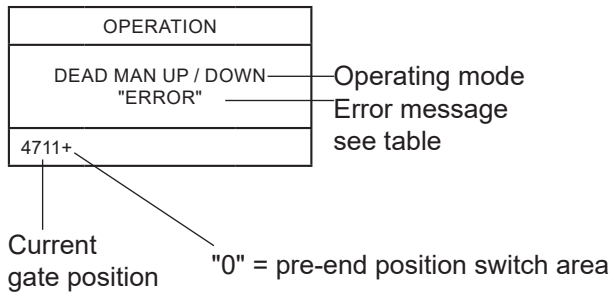 OPERATION
DEAD MAN UP / DOWN
"ERROR"
Operating mode
Error message
see table
4711+
Current
gate position
"0" = pre-end position switch area